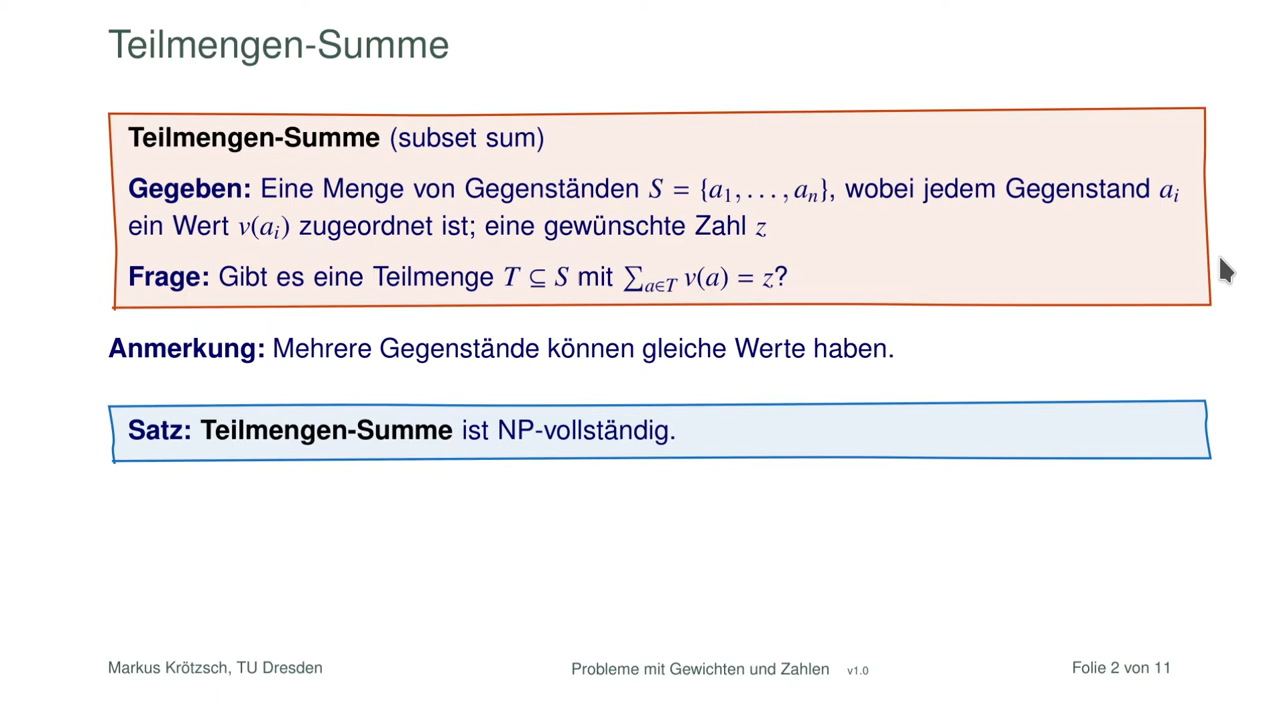 Teilmengen-Summe
Teilmengen-Summe (subset sum)
Gegeben: Eine Menge von Gegenständen S = {a₁, . . . , aₙ}, wobei jedem Gegenstand aᵢ
ein Wert v(aᵢ) zugeordnet ist; eine gewünschte Zahl z
Frage: Gibt es eine Teilmenge T ⊆ S mit ∑a∈T v(a) = z?
Anmerkung: Mehrere Gegenstände können gleiche Werte haben.
Satz: Teilmengen-Summe ist NP-vollständig.
Markus Krötzsch, TU Dresden Probleme mit Gewichten und Zahlen v1.0 Folie 2 von 11